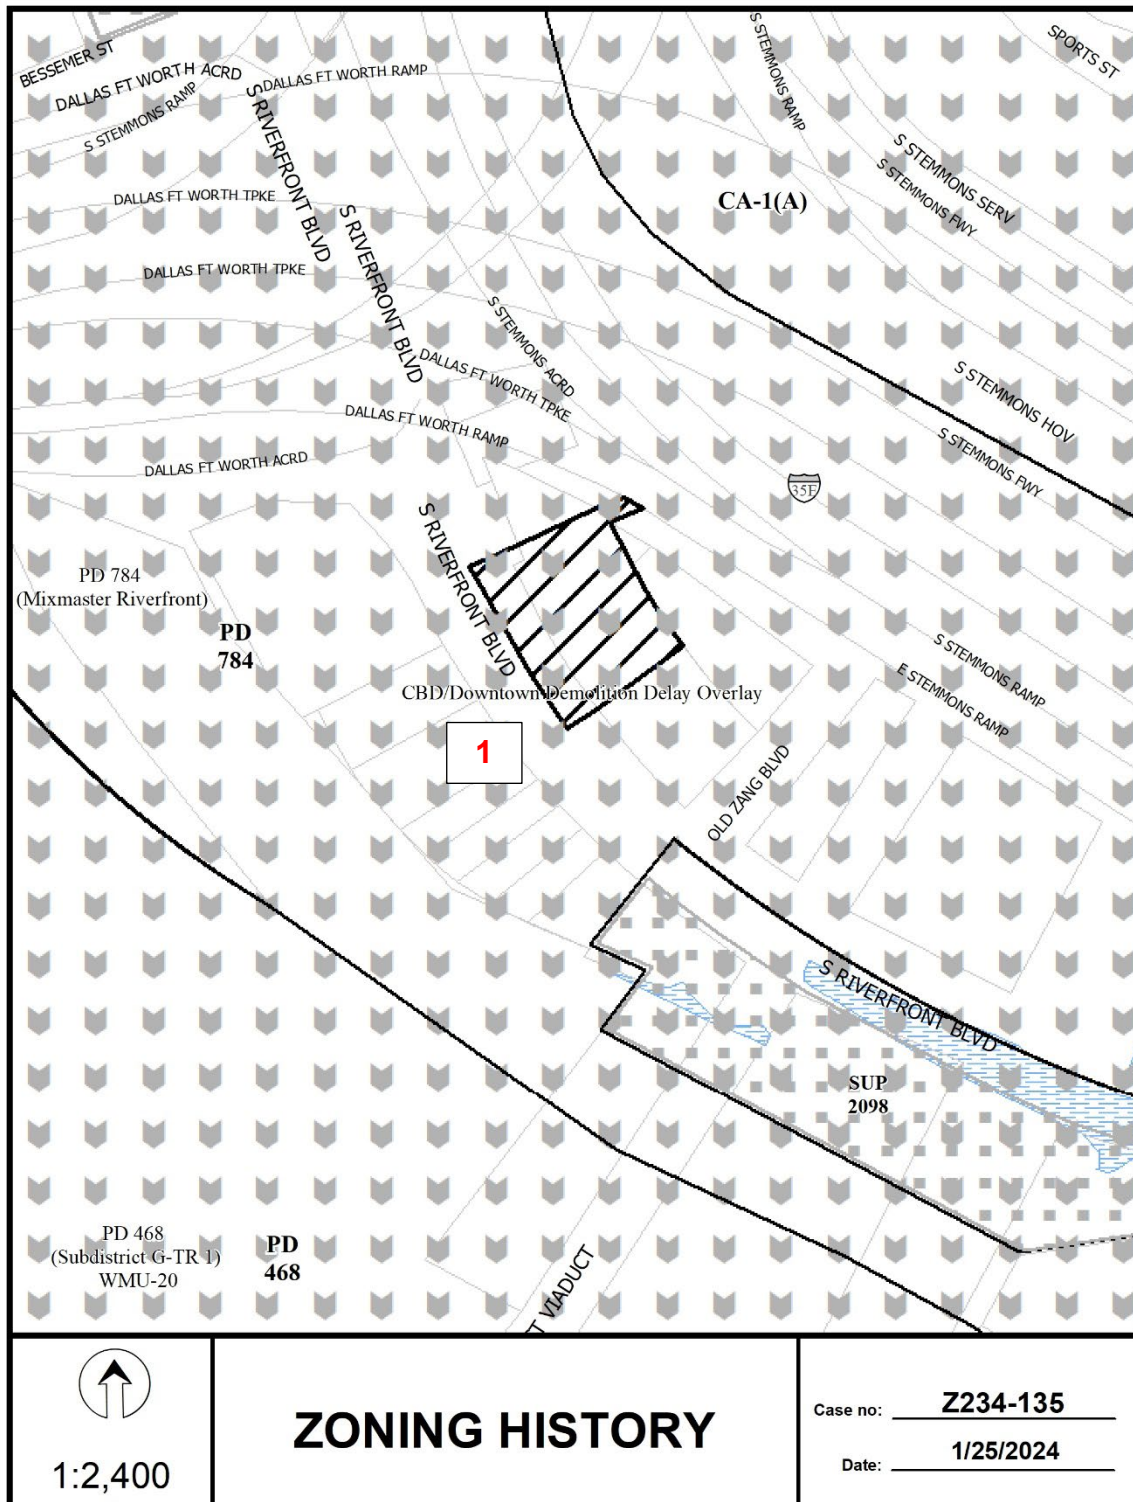 BESSEMER ST
DALLAS FT WORTH ACRD
S STEMMONS RAMP
DALLAS FT WORTH RAMP
S RIVERFRONT BLVD
S STEMMONS RAMP
SPORTS ST
S STEMMONS SERV
S STEMMONS FWY
CA-1(A)
DALLAS FT WORTH TPKE
S RIVERFRONT BLVD
DALLAS FT WORTH TPKE
S STEMMONS ACRD
DALLAS FT WORTH TPKE
S STEMMONS HOV
DALLAS FT WORTH RAMP
S STEMMONS FWY
DALLAS FT WORTH ACRD
35E
S RIVERFRONT BLVD
PD 784
(Mixmaster Riverfront)
PD
784
S STEMMONS RAMP
E STEMMONS RAMP
CBD/Downtown Demolition Delay Overlay
1
OLD ZANG BLVD
S RIVERFRONT BLVD
SUP
2098
PD 468
(Subdistrict G-TR 1)
WMU-20
PD
468
VIADUCT
1:2,400
ZONING HISTORY
Case no: Z234-135
Date: 1/25/2024